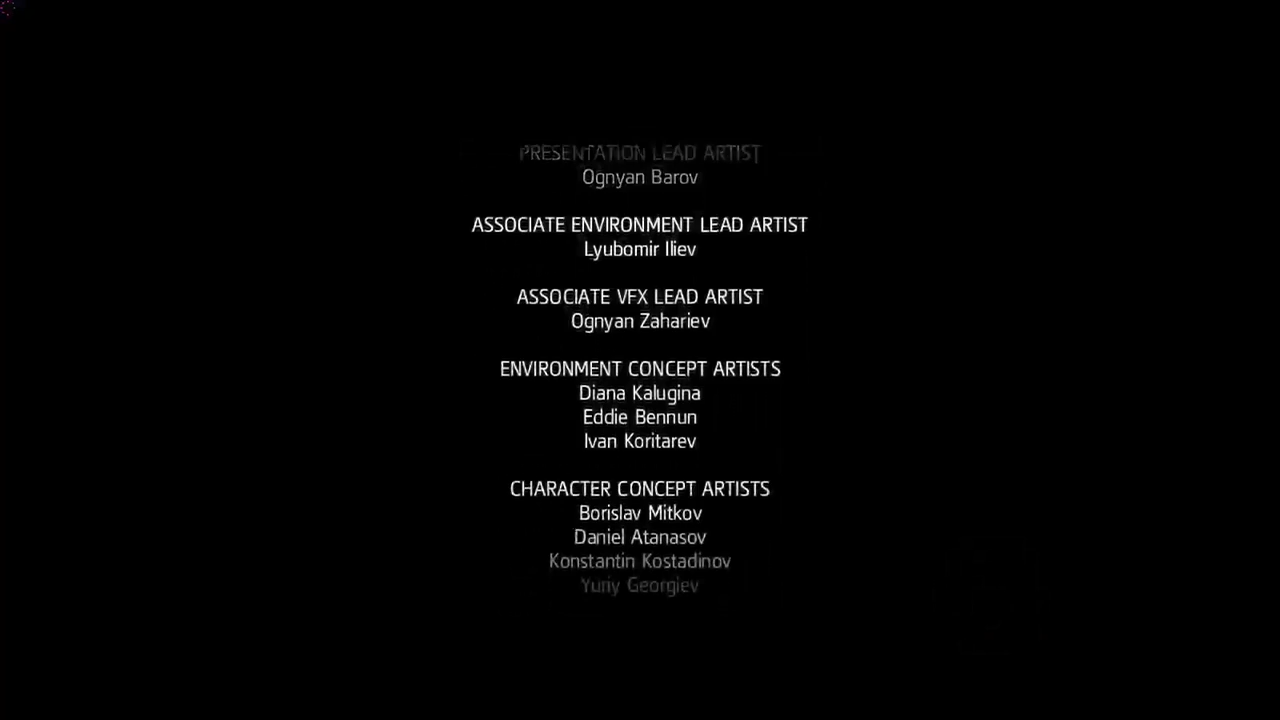 PRESENTATION LEAD ARTIST
Ognyan Barov
ASSOCIATE ENVIRONMENT LEAD ARTIST
Lyubomir Iliev
ASSOCIATE VFX LEAD ARTIST
Ognyan Zahariev
ENVIRONMENT CONCEPT ARTISTS
Diana Kalugina
Eddie Bennun
Ivan Koritarev
CHARACTER CONCEPT ARTISTS
Borislav Mitkov
Daniel Atanasov
Konstantin Kostadinov
Yuriy Georgiev